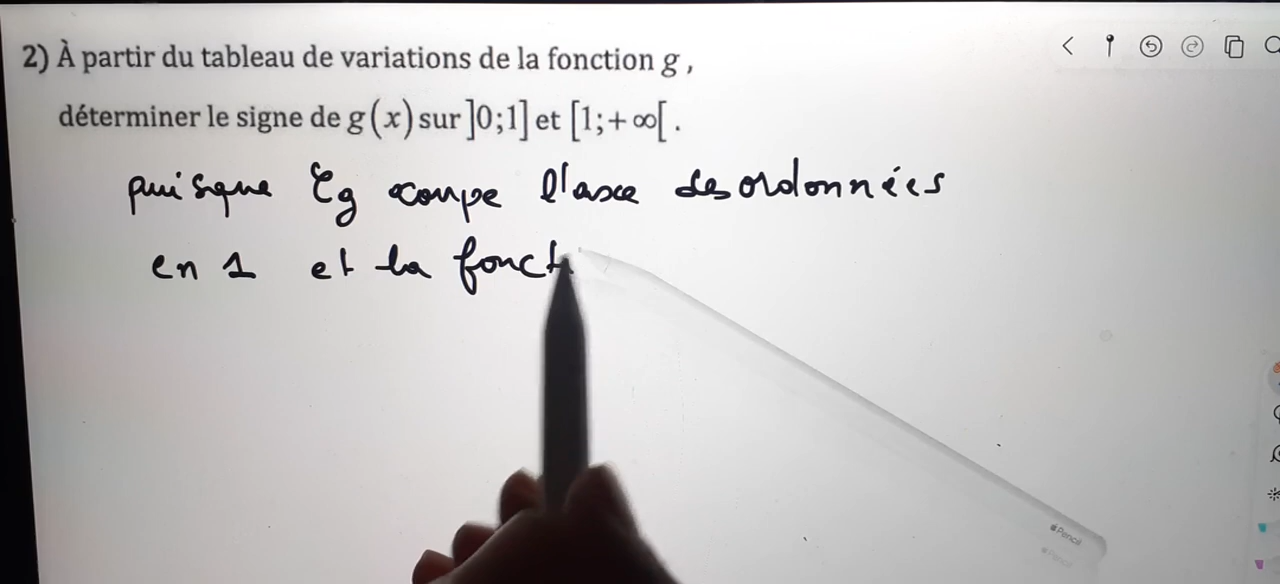 2) À partir du tableau de variations de la fonction g ,
déterminer le signe de g(x) sur ]0;1] et [1;+∞[ .
puisque Cg coupe l'axe des ordonnées
en 1 et la fonct
Pencil